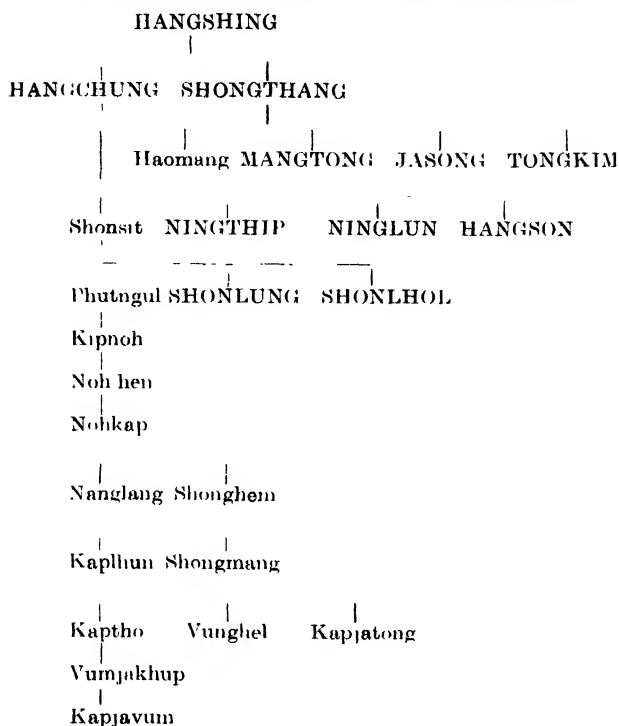 HANGSHING
HANGCHUNG SHONGTHANG
Haomang MANGTONG JASONG TONGKIM
Shonsit NINGTHIP NINGLUN HANGSON
Phutngul SHONLUNG SHONLHOL
Kipnoh
Noh hen
Nohkap
Nanglang Shonghem
Kaplhun Shongmang
Kaptho Vunghel Kapjatong
Vumjakhup
Kapjavum